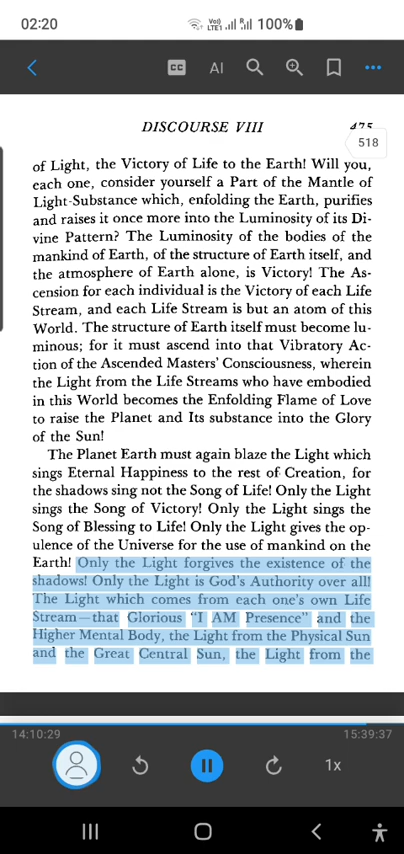 02:20
Vo)) LTE1 R 100%
CC AI
DISCOURSE VIII 475
518
of Light, the Victory of Life to the Earth! Will you,
each one, consider yourself a Part of the Mantle of
Light-Substance which, enfolding the Earth, purifies
and raises it once more into the Luminosity of its Di-
vine Pattern? The Luminosity of the bodies of the
mankind of Earth, of the structure of Earth itself, and
the atmosphere of Earth alone, is Victory! The As-
cension for each individual is the Victory of each Life
Stream, and each Life Stream is but an atom of this
World. The structure of Earth itself must become lu-
minous; for it must ascend into that Vibratory Ac-
tion of the Ascended Masters' Consciousness, wherein
the Light from the Life Streams who have embodied
in this World becomes the Enfolding Flame of Love
to raise the Planet and Its substance into the Glory
of the Sun!
The Planet Earth must again blaze the Light which
sings Eternal Happiness to the rest of Creation, for
the shadows sing not the Song of Life! Only the Light
sings the Song of Victory! Only the Light sings the
Song of Blessing to Life! Only the Light gives the op-
ulence of the Universe for the use of mankind on the
Earth! Only the Light forgives the existence of the
shadows! Only the Light is God's Authority over all!
The Light which comes from each one's own Life
Stream—that Glorious "I AM Presence" and the
Higher Mental Body, the Light from the Physical Sun
and the Great Central Sun, the Light from the
14:10:29 15:39:37
1x